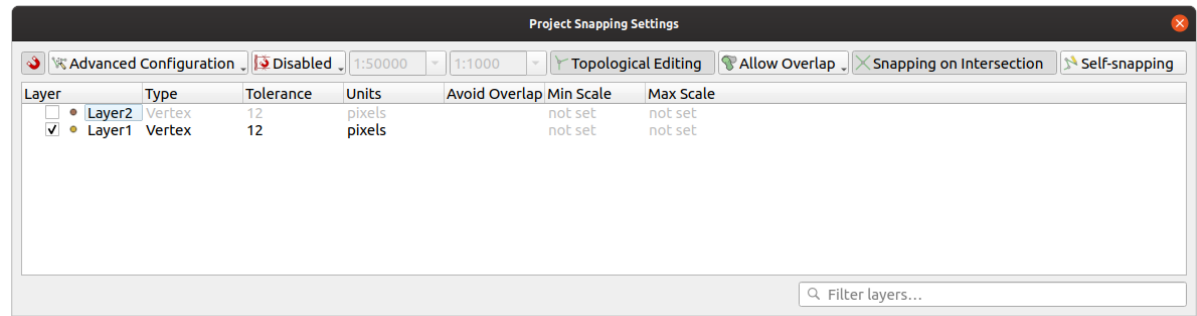 Project Snapping Settings
Advanced Configuration Disabled 1:50000 1:1000 Topological Editing Allow Overlap Snapping on Intersection Self-snapping
Layer Type Tolerance Units Avoid Overlap Min Scale Max Scale
Layer2 Vertex 12 pixels not set not set
Layer1 Vertex 12 pixels not set not set
Filter layers...